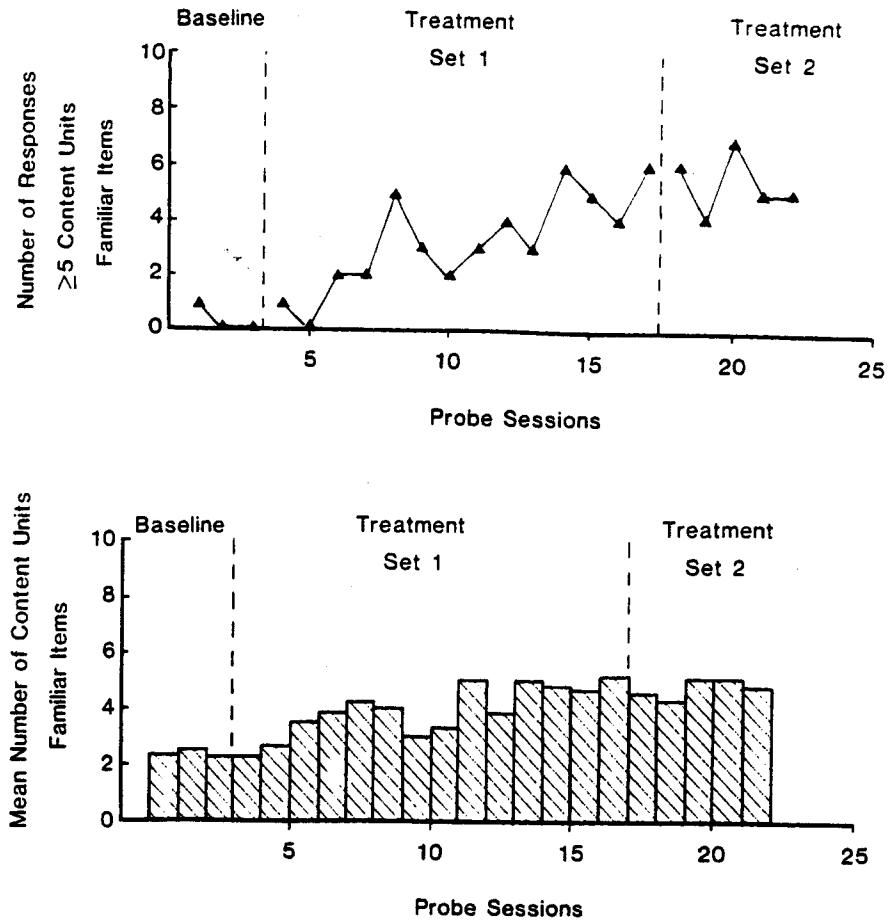 Baseline
Treatment
Set 1
Treatment
Set 2
Number of Responses
≥5 Content Units
Familiar Items
10
8
6
4
2
0
5
10
15
20
25
Probe Sessions
Baseline
Treatment
Set 1
Treatment
Set 2
Mean Number of Content Units
Familiar Items
10
8
6
4
2
0
5
10
15
20
25
Probe Sessions